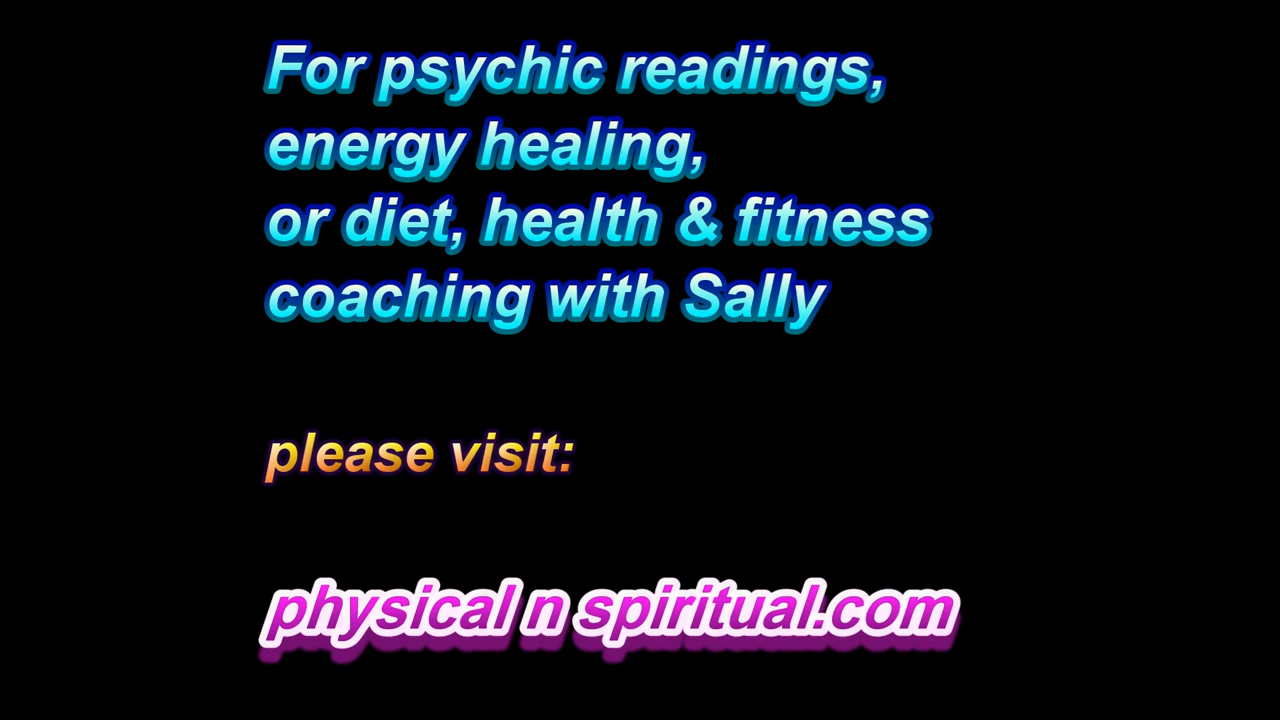 For psychic readings,
energy healing,
or diet, health & fitness
coaching with Sally
please visit:
physical n spiritual.com